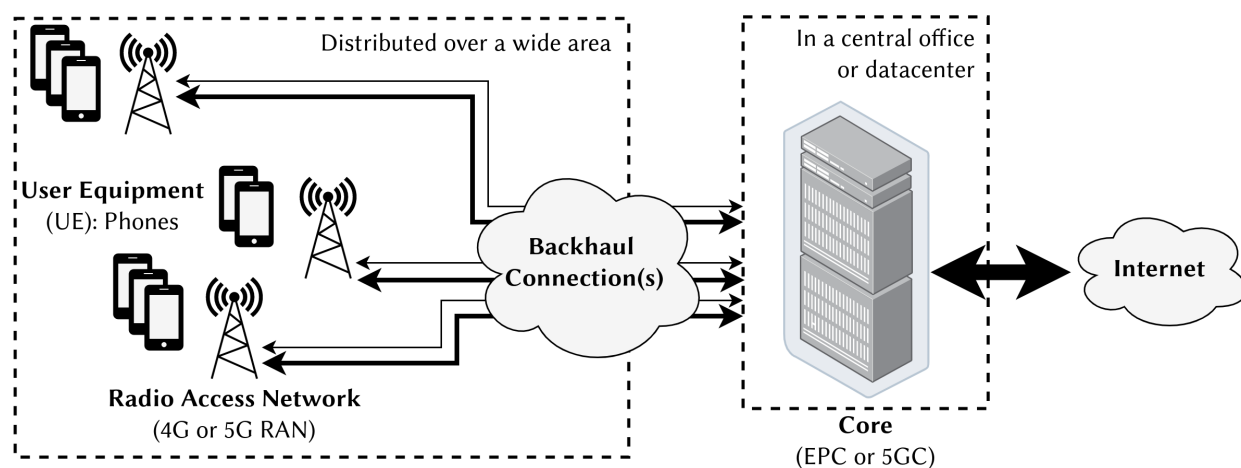 Distributed over a wide area
In a central office
or datacenter
User Equipment
(UE): Phones
Backhaul
Connection(s)
Internet
Radio Access Network
(4G or 5G RAN)
Core
(EPC or 5GC)